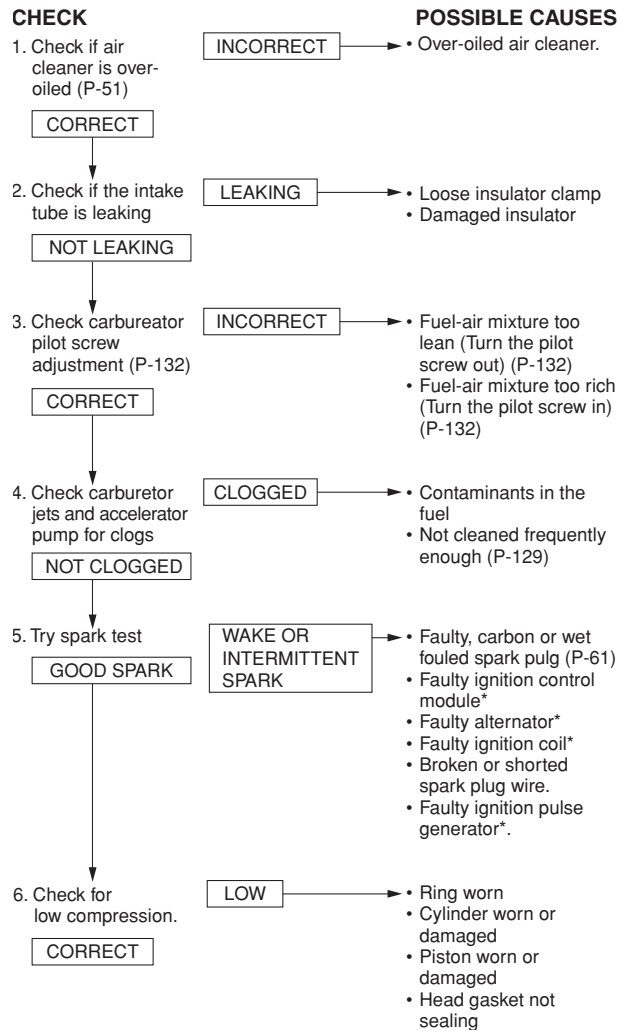 CHECK
POSSIBLE CAUSES
1. Check if air
cleaner is over-
oiled (P-51)
INCORRECT
• Over-oiled air cleaner.
CORRECT
2. Check if the intake
tube is leaking
LEAKING
• Loose insulator clamp
• Damaged insulator
NOT LEAKING
3. Check carbureator
pilot screw
adjustment (P-132)
INCORRECT
• Fuel-air mixture too
lean (Turn the pilot
screw out) (P-132)
• Fuel-air mixture too rich
(Turn the pilot screw in)
(P-132)
CORRECT
4. Check carburetor
jets and accelerator
pump for clogs
CLOGGED
• Contaminants in the
fuel
• Not cleaned frequently
enough (P-129)
NOT CLOGGED
5. Try spark test
WAKE OR
INTERMITTENT
SPARK
• Faulty, carbon or wet
fouled spark pulg (P-61)
• Faulty ignition control
module*
• Faulty alternator*
• Faulty ignition coil*
• Broken or shorted
spark plug wire.
• Faulty ignition pulse
generator*.
GOOD SPARK
6. Check for
low compression.
LOW
• Ring worn
• Cylinder worn or
damaged
• Piston worn or
damaged
• Head gasket not
sealing
CORRECT